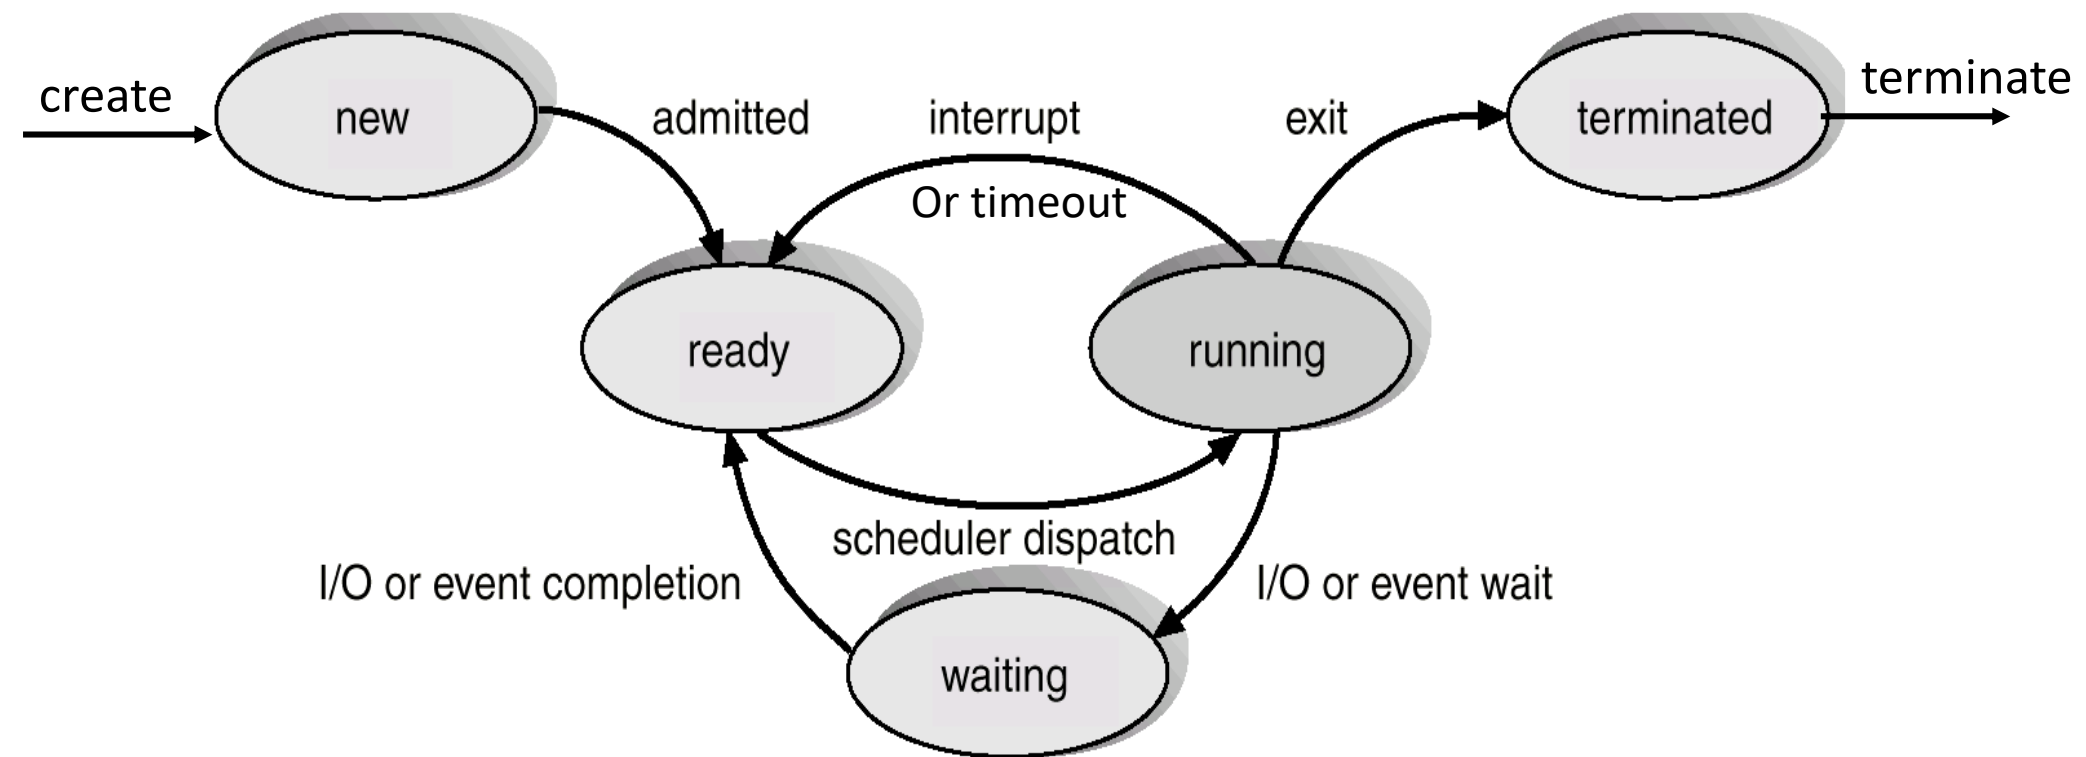 create
new
admitted
interrupt
Or timeout
exit
terminated
terminate
ready
running
scheduler dispatch
I/O or event completion
I/O or event wait
waiting